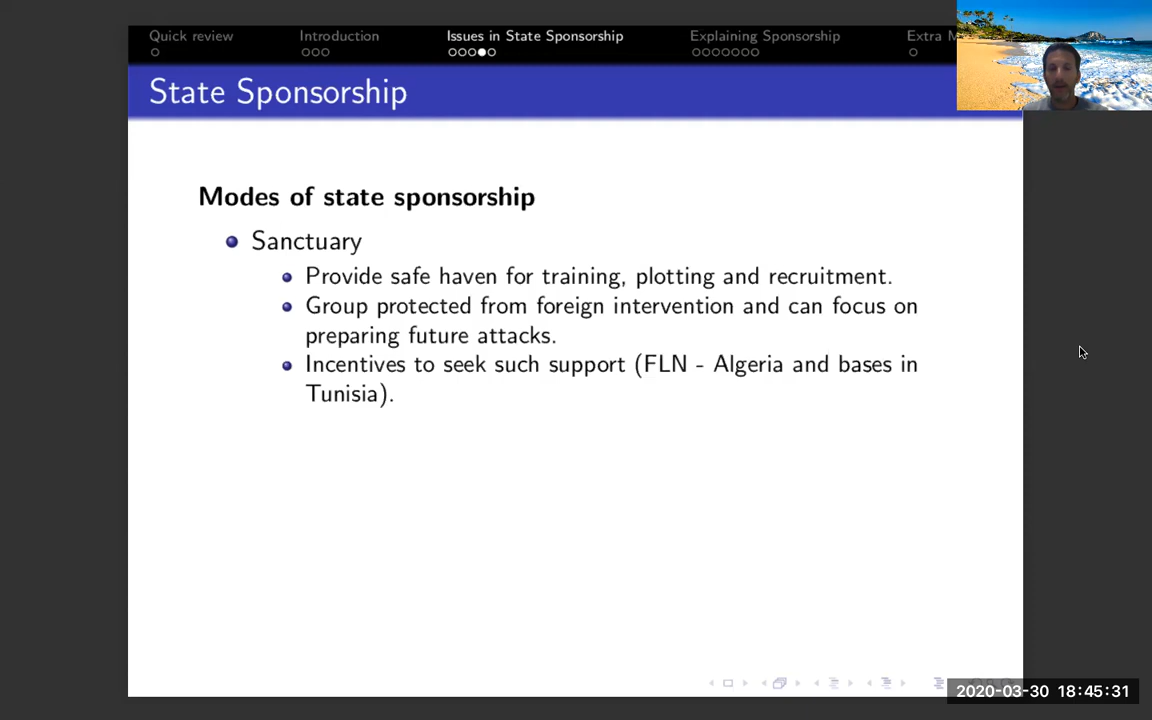 Quick review Introduction Issues in State Sponsorship Explaining Sponsorship Extra
State Sponsorship
Modes of state sponsorship
Sanctuary
Provide safe haven for training, plotting and recruitment.
Group protected from foreign intervention and can focus on
preparing future attacks.
Incentives to seek such support (FLN - Algeria and bases in
Tunisia).
2020-03-30 18:45:31